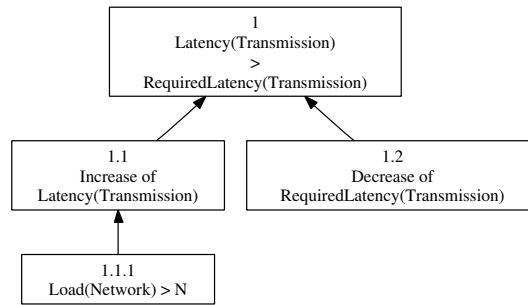 1
Latency(Transmission)
>
RequiredLatency(Transmission)
1.1
Increase of
Latency(Transmission)
1.2
Decrease of
RequiredLatency(Transmission)
1.1.1
Load(Network) > N